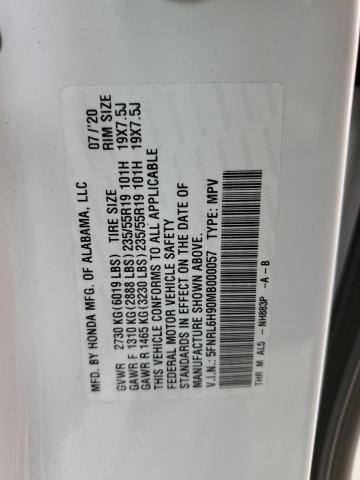 MFD. BY HONDA MFG. OF ALABAMA, LLC 07/'20
GVWR 2730 KG(6019 LBS) TIRE SIZE RIM SIZE
GAWR F 1310 KG(2888 LBS) 235/55R19 101H 19X7.5J
GAWR R 1465 KG(3230 LBS) 235/55R19 101H 19X7.5J
THIS VEHICLE CONFORMS TO ALL APPLICABLE
FEDERAL MOTOR VEHICLE SAFETY
STANDARDS IN EFFECT ON THE DATE OF
MANUFACTURE SHOWN ABOVE.
V.I.N.: 5FNRL6H90MB000057 TYPE: MPV
THR M AL5 - NH883P -A -B